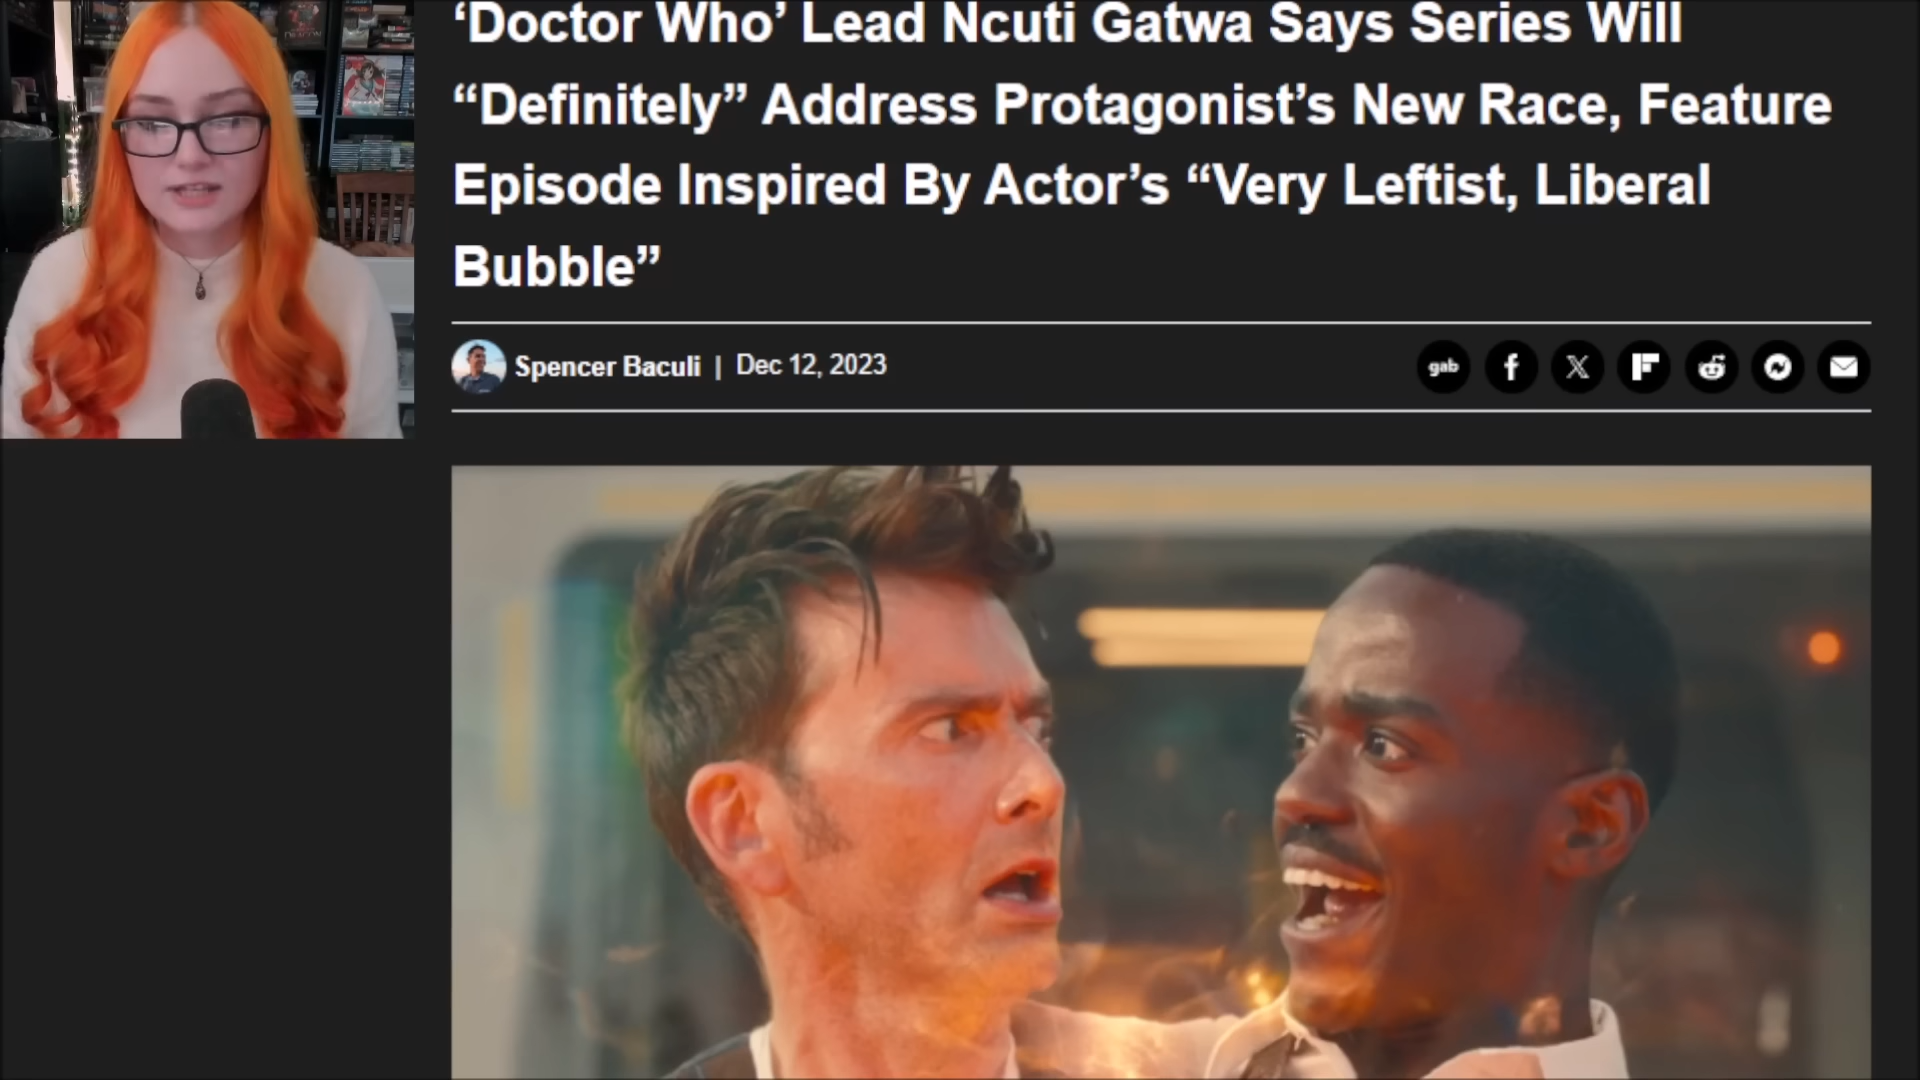 ‘Doctor Who’ Lead Ncuti Gatwa Says Series Will
“Definitely” Address Protagonist’s New Race, Feature
Episode Inspired By Actor’s “Very Leftist, Liberal
Bubble”
Spencer Baculi | Dec 12, 2023
gab